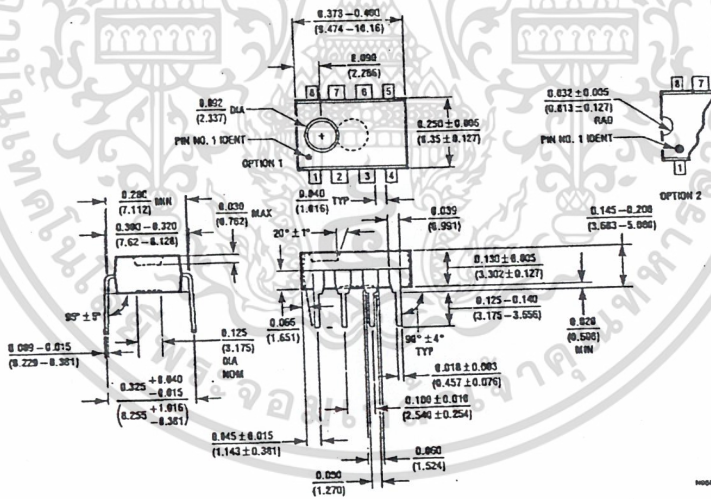 0.373–0.400
(9.474–10.16)
0.090
(2.286)
8 7 6 5
0.092 DIA
(2.337)
0.250 ± 0.005
(6.35 ± 0.127)
PIN NO. 1 IDENT
OPTION 1
1 2 3 4
0.032 ± 0.005
(0.813 ± 0.127)
RAD
PIN NO. 1 IDENT
8 7
1
OPTION 2
0.280 MIN
(7.112)
0.300–0.320
(7.62–8.128)
0.030 MAX
(0.762)
0.040 TYP
(1.016)
0.039
(0.991)
0.145–0.200
(3.683–5.080)
20° ± 1°
0.130 ± 0.005
(3.302 ± 0.127)
0.125–0.140
(3.175–3.556)
0.020
(0.508)
MIN
95° ± 5°
0.065
(1.651)
90° ± 4°
TYP
0.009–0.015
(0.229–0.381)
0.125
(3.175)
DIA
NOM
0.018 ± 0.003
(0.457 ± 0.076)
0.325 +0.040 −0.015
(8.255 +1.016 −0.381)
0.100 ± 0.010
(2.540 ± 0.254)
0.045 ± 0.015
(1.143 ± 0.381)
0.060
(1.524)
0.050
(1.270)